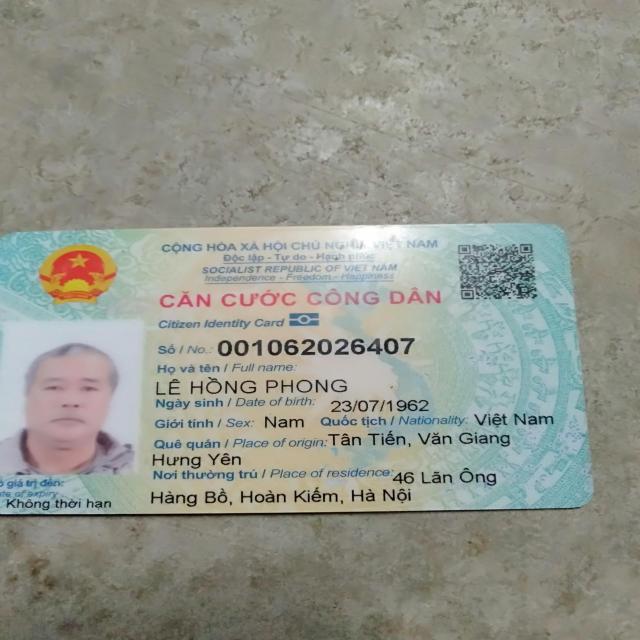 CỘNG HÒA XÃ HỘI CHỦ NGHĨA VIỆT NAM
Độc lập - Tự do - Hạnh phúc
SOCIALIST REPUBLIC OF VIET NAM
Independence - Freedom - Happiness
CĂN CƯỚC CÔNG DÂN
Citizen Identity Card
Số / No.: 001062026407
Họ và tên / Full name:
LÊ HỒNG PHONG
Ngày sinh / Date of birth: 23/07/1962
Giới tính / Sex: Nam Quốc tịch / Nationality: Việt Nam
Quê quán / Place of origin: Tân Tiến, Văn Giang
Hưng Yên
Nơi thường trú / Place of residence: 46 Lãn Ông
Hàng Bồ, Hoàn Kiếm, Hà Nội
giá trị đến:
of expiry
Không thời hạn